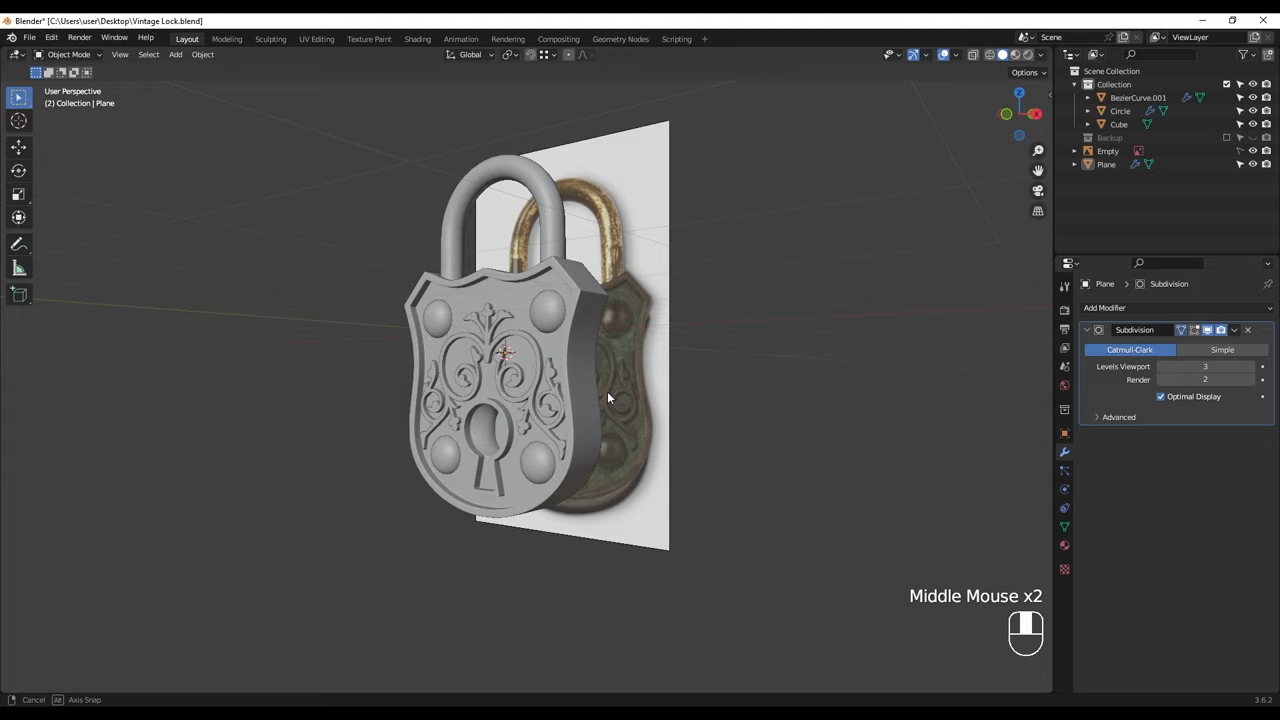 Blender* [C:\Users\user\Desktop\Vintage Lock.blend]
File Edit Render Window Help Layout Modeling Sculpting UV Editing Texture Paint Shading Animation Rendering Compositing Geometry Nodes Scripting + Scene ViewLayer
Object Mode View Select Add Object Global
Options
User Perspective
(2) Collection | Plane
Z
X
Scene Collection
Collection
BezierCurve.001
Circle
Cube
Backup
Empty
Plane
Plane > Subdivision
Add Modifier
Subdivision
Catmull-Clark Simple
Levels Viewport 3
Render 2
Optimal Display
Advanced
Middle Mouse x2
Cancel Alt Axis Snap 3.6.2